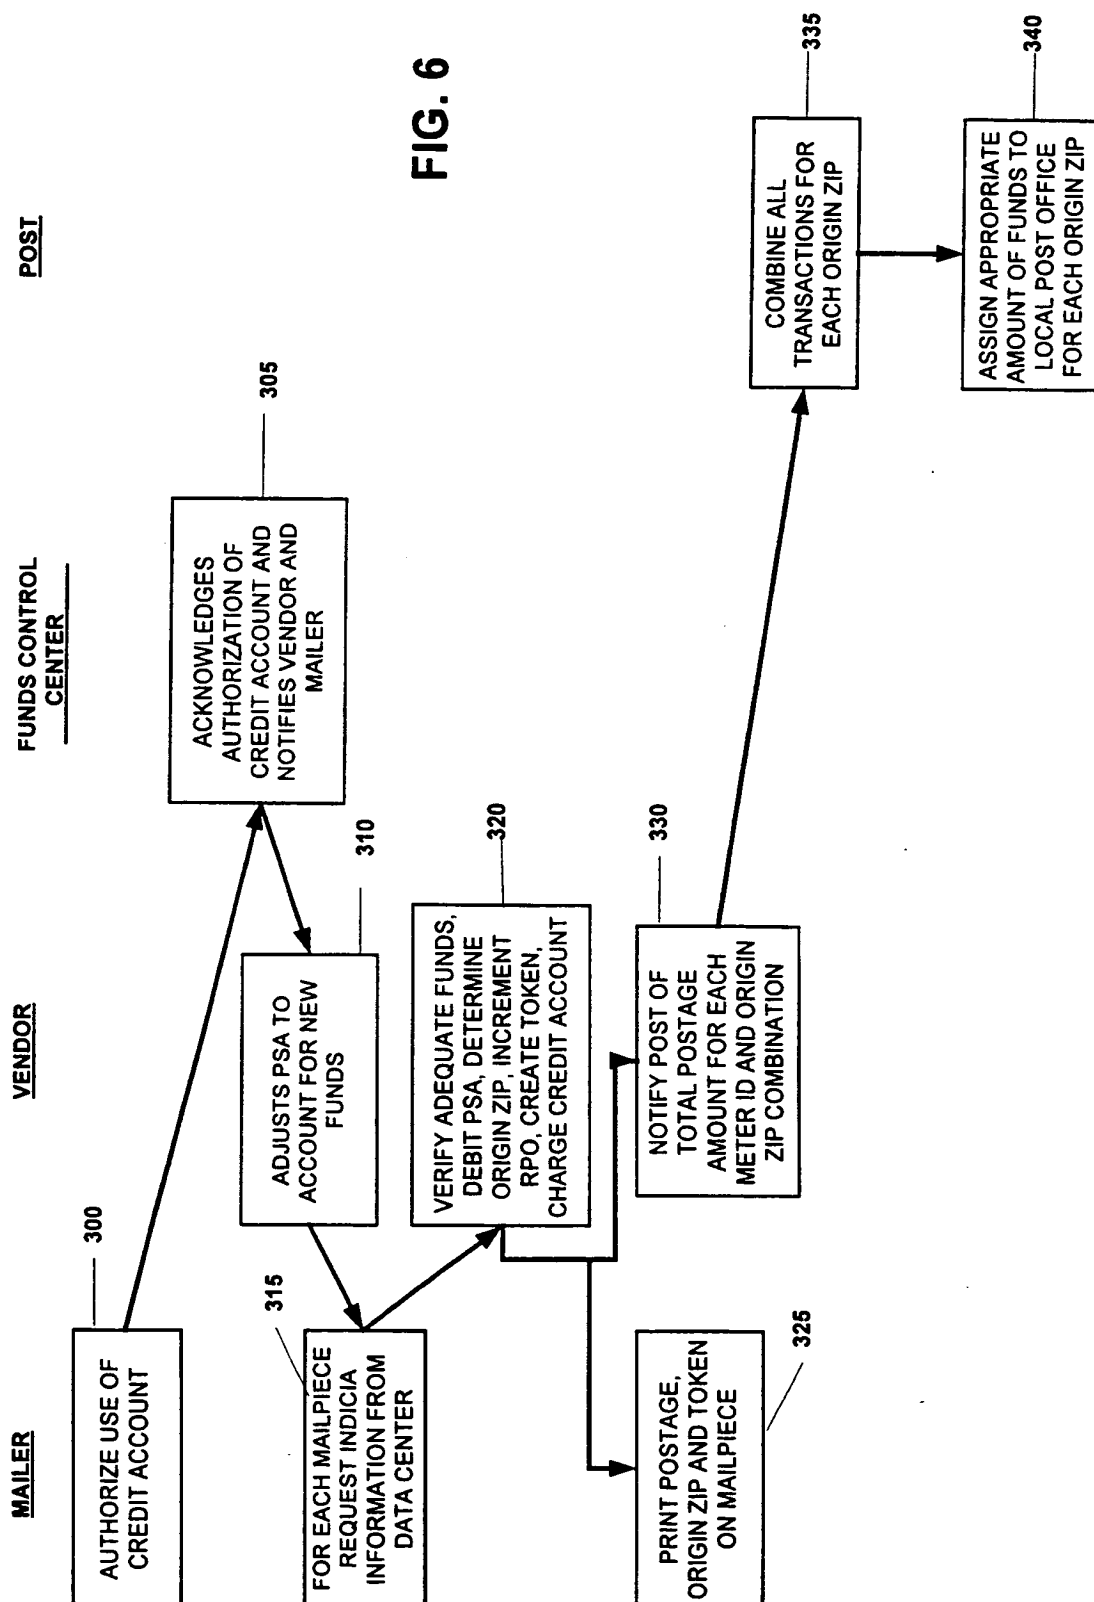 MAILER
VENDOR
FUNDS CONTROL
CENTER
POST
300
AUTHORIZE USE OF
CREDIT ACCOUNT
305
ACKNOWLEDGES
AUTHORIZATION OF
CREDIT ACCOUNT AND
NOTIFIES VENDOR AND
MAILER
310
ADJUSTS PSA TO
ACCOUNT FOR NEW
FUNDS
315
FOR EACH MAILPIECE
REQUEST INDICIA
INFORMATION FROM
DATA CENTER
320
VERIFY ADEQUATE FUNDS,
DEBIT PSA, DETERMINE
ORIGIN ZIP, INCREMENT
RPO, CREATE TOKEN,
CHARGE CREDIT ACCOUNT
FIG. 6
325
PRINT POSTAGE,
ORIGIN ZIP AND TOKEN
ON MAILPIECE
330
NOTIFY POST OF
TOTAL POSTAGE
AMOUNT FOR EACH
METER ID AND ORIGIN
ZIP COMBINATION
335
COMBINE ALL
TRANSACTIONS FOR
EACH ORIGIN ZIP
340
ASSIGN APPROPRIATE
AMOUNT OF FUNDS TO
LOCAL POST OFFICE
FOR EACH ORIGIN ZIP